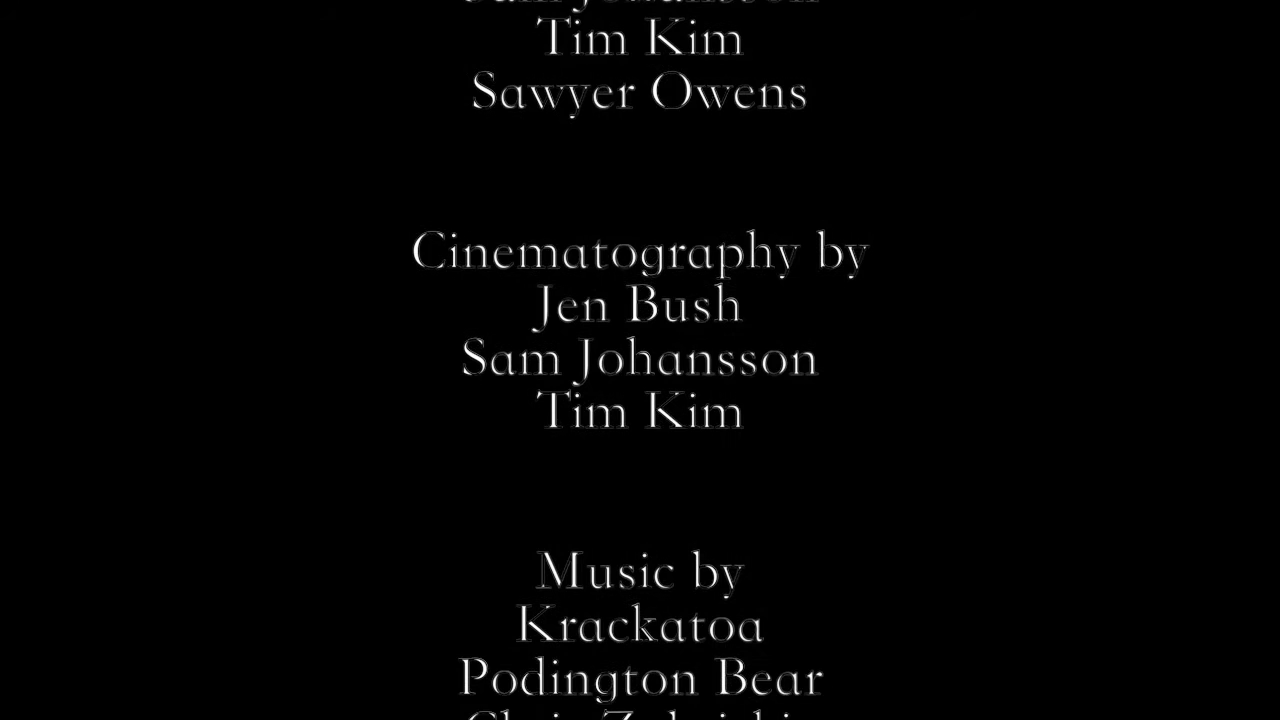 Tim Kim
Sawyer Owens
Cinematography by
Jen Bush
Sam Johansson
Tim Kim
Music by
Krackatoa
Podington Bear